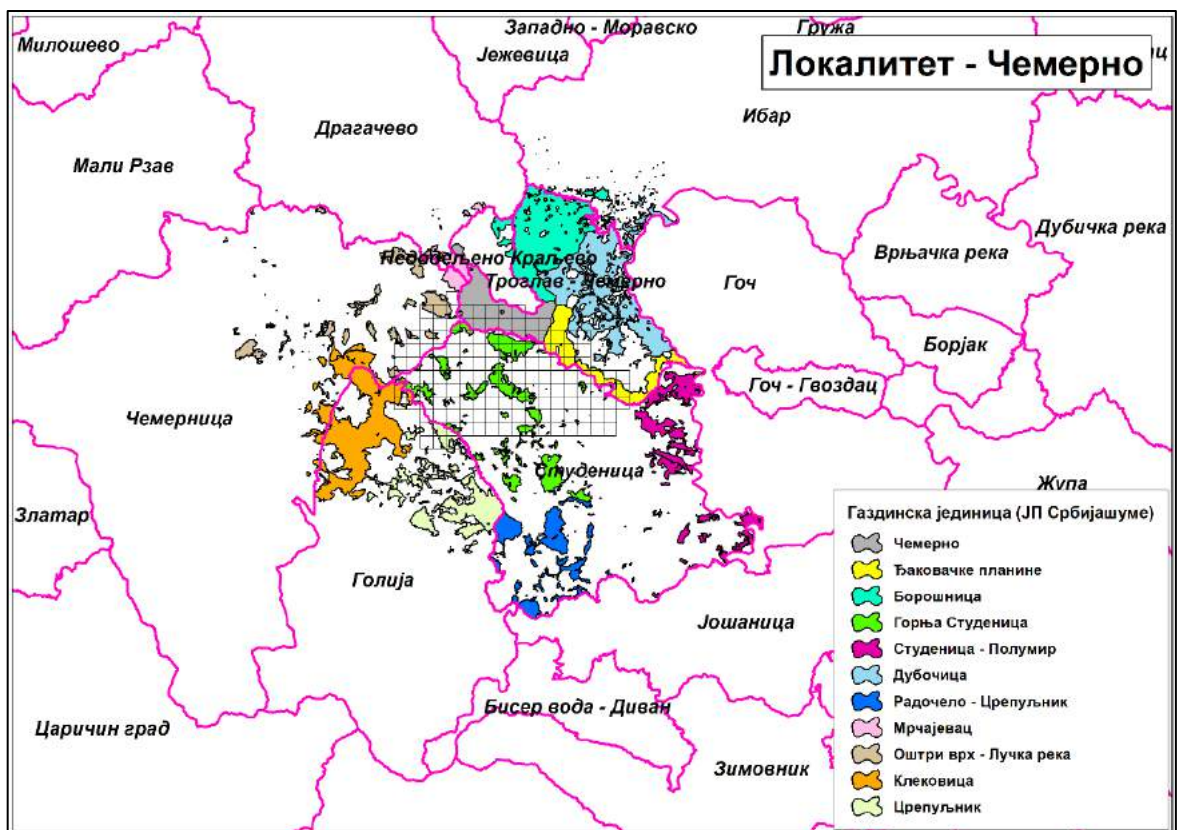 Милошево
Западно - Моравско
Гружа
Јежевица
Локалитет - Чемерно
Драгачево
Ибар
Мали Рзав
Дубичка река
Врњачка река
Недодељено Краљево
Троглав - Чемерно
Гоч
Борјак
Гоч - Гвоздац
Чемерница
Студеница
Жупа
Златар
Голија
Јошаница
Бисер вода - Диван
Царичин град
Зимовник
Газдинска јединица (ЈП Србијашуме)
Чемерно
Ђаковачке планине
Борошница
Горња Студеница
Студеница - Полумир
Дубочица
Радочело - Црепуљник
Мрчајевац
Оштри врх - Лучка река
Клековица
Црепуљник